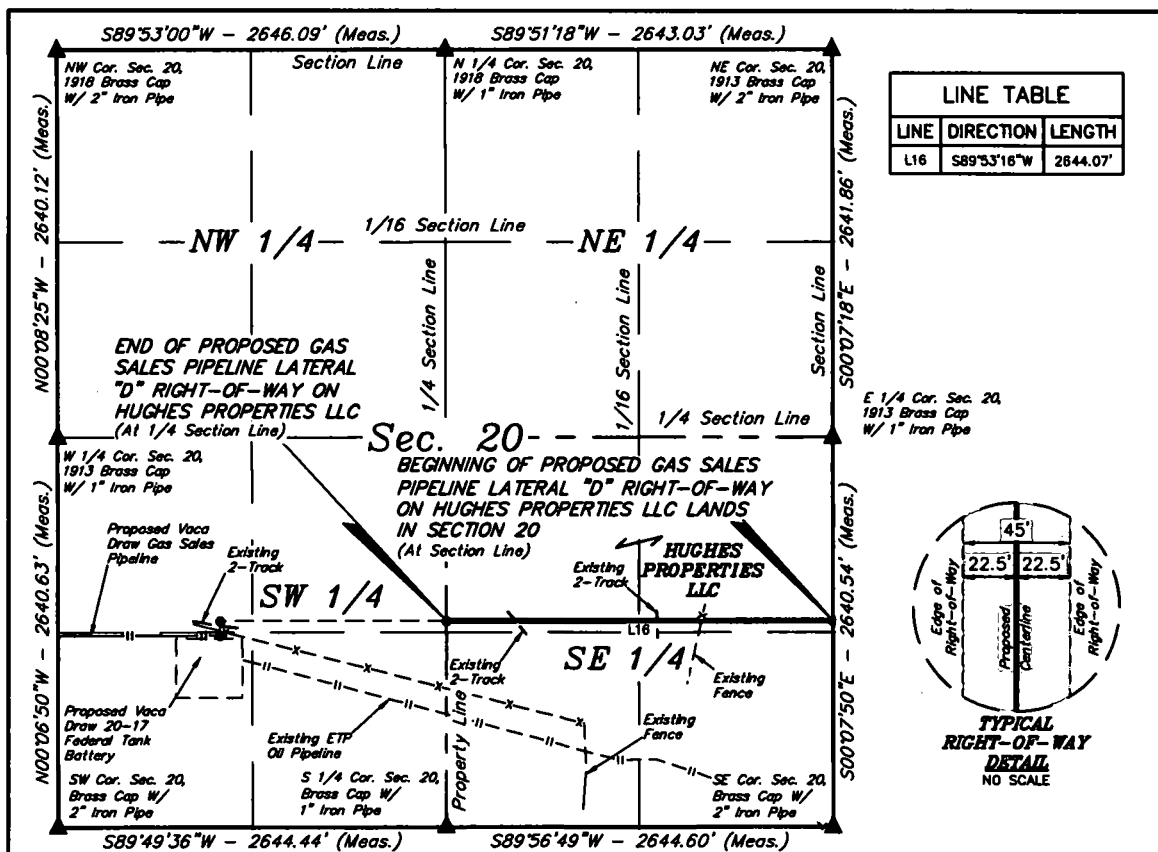 S89°53'00"W - 2646.09' (Meas.)
S89°51'18" - 2643.03' (Meas.)
NW Cor. Sec. 20,
1918 Brass Cap
W/ 2" Iron Pipe
Section Line
N 1/4 Cor. Sec. 20,
1918 Brass Cap
W/ 1" Iron Pipe
NE Cor. Sec. 20,
1913 Brass Cap
W/ 2" Iron Pipe
LINE TABLE
LINE DIRECTION LENGTH
L16 S89°53'16"W 2644.07'
N00°08'25"W - 2640.12' (Meas.)
S00°07'18"E - 2641.86' (Meas.)
1/16 Section Line
NW 1/4
NE 1/4
1/4 Section Line
1/16 Section Line
Section Line
END OF PROPOSED GAS
SALES PIPELINE LATERAL
"D" RIGHT-OF-WAY ON
HUGHES PROPERTIES LLC
(At 1/4 Section Line)
E 1/4 Cor. Sec. 20,
1913 Brass Cap
W/ 1" Iron Pipe
1/4 Section Line
Sec. 20
W 1/4 Cor. Sec. 20,
1913 Brass Cap
W/ 1" Iron Pipe
BEGINNING OF PROPOSED GAS SALES
PIPELINE LATERAL "D" RIGHT-OF-WAY
ON HUGHES PROPERTIES LLC LANDS
IN SECTION 20
(At Section Line)
N00°06'50"W - 2640.63' (Meas.)
S00°07'50"E - 2640.54' (Meas.)
Proposed Vaca
Draw Gas Sales
Pipeline
Existing
2-Track
SW 1/4
Existing
2-Track
HUGHES
PROPERTIES
LLC
L16
SE 1/4
Existing
2-Track
Existing
Fence
Proposed Vaca
Draw 20-17
Federal Tank
Battery
Existing ETP
Oil Pipeline
Property Line
Existing
Fence
SW Cor. Sec. 20,
Brass Cap W/
2" Iron Pipe
S 1/4 Cor. Sec. 20,
Brass Cap W/
1" Iron Pipe
SE Cor. Sec. 20,
Brass Cap W/
2" Iron Pipe
S89°49'36"W - 2644.44' (Meas.)
S89°56'49"W - 2644.60' (Meas.)
45'
22.5' 22.5'
Edge of
Right-of-Way
Proposed
Centerline
Edge of
Right-of-Way
TYPICAL
RIGHT-OF-WAY
DETAIL
NO SCALE